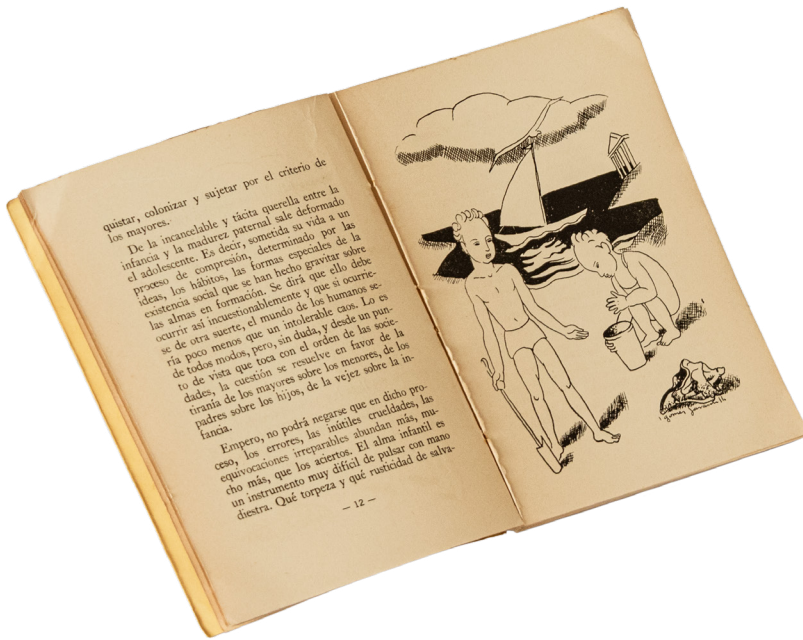 quistar, colonizar y sujetar por el criterio de
los mayores.
De la incancelable y tácita querella entre la
infancia y la madurez paternal sale deformado
el adolescente. Es decir, sometida su vida a un
proceso de compresión, determinado por las
ideas, los hábitos, las formas especiales de la
existencia social que se han hecho gravitar sobre
las almas en formación. Se dirá que ello debe
ocurrir así incuestionablemente y que si ocurrie-
se de otra suerte, el mundo de los humanos se-
ría poco menos que un intolerable caos. Lo es
de todos modos, pero, sin duda, y desde un pun-
to de vista que toca con el orden de las socie-
dades, la cuestión se resuelve en favor de la
tiranía de los mayores sobre los menores, de los
padres sobre los hijos, de la vejez sobre la in-
fancia.
Empero, no podrá negarse que en dicho pro-
ceso, los errores, las inútiles crueldades, las
equivocaciones irreparables abundan más, mu-
cho más, que los aciertos. El alma infantil es
un instrumento muy difícil de pulsar con mano
diestra. Qué torpeza y qué rusticidad de salva-
— 12 —